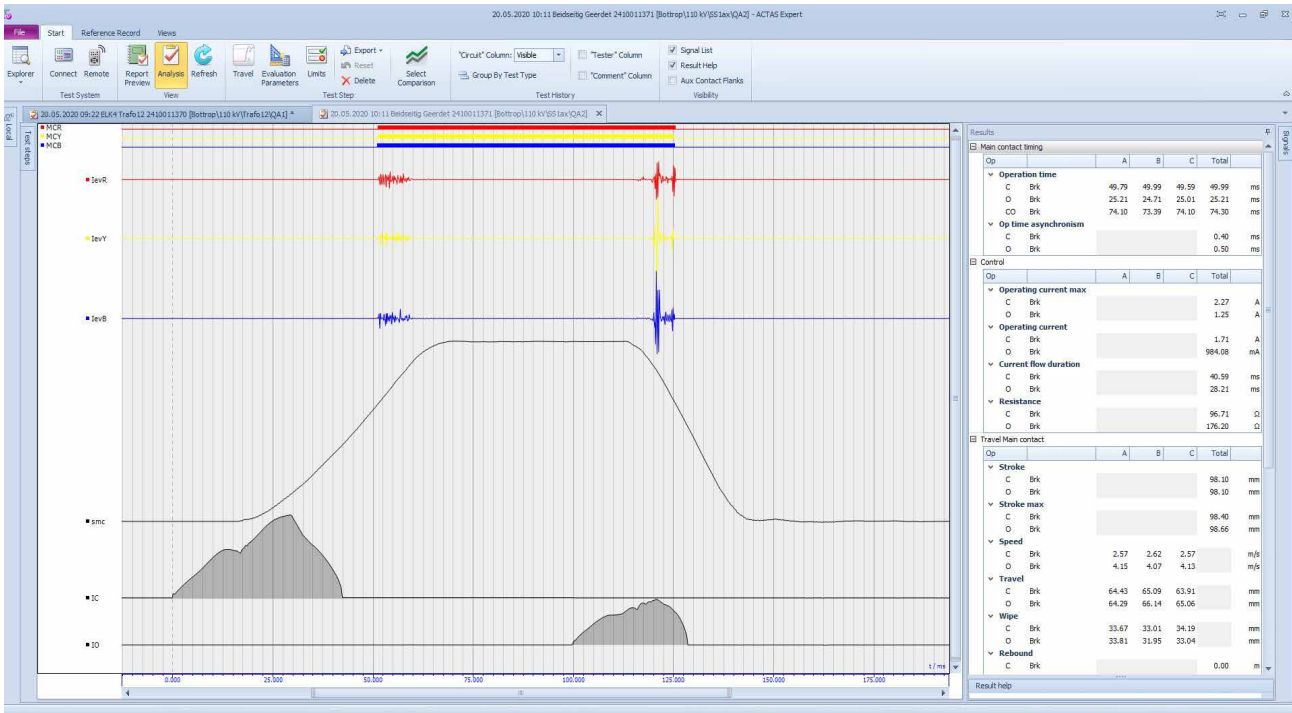 20.05.2020 10:11 Beidseitig Geerdet 2410011371 [Bottrop\110 kV\SS1ax\QA2] - ACTAS Expert
File Start Reference Record Views
Explorer Connect Remote Report Preview Analysis Refresh Travel Evaluation Parameters Limits Export Reset Delete Select Comparison
"Circuit" Column: Visible "Tester" Column Signal List
Group By Test Type "Comment" Column Result Help
Aux Contact Flanks
Test System View Test Step Test History Visibility
20.05.2020 09:22 ELK4 Trafo12 2410011370 [Bottrop\110 kV\Trafo12\QA1] *
20.05.2020 10:11 Beidseitig Geerdet 2410011371 [Bottrop\110 kV\SS1ax\QA2]
Local
Test steps
MCR
MCY
MCB
IevR
IevY
IevB
smc
IC
IO
t / ms
0.000 25.000 50.000 75.000 100.000 125.000 150.000 175.000
Results
Signals
Main contact timing
Op A B C Total
Operation time
C Brk 49.79 49.99 49.59 49.99 ms
O Brk 25.21 24.71 25.01 25.21 ms
CO Brk 74.10 73.39 74.10 74.30 ms
Op time asynchronism
C Brk 0.40 ms
O Brk 0.50 ms
Control
Op A B C Total
Operating current max
C Brk 2.27 A
O Brk 1.25 A
Operating current
C Brk 1.71 A
O Brk 984.08 mA
Current flow duration
C Brk 40.59 ms
O Brk 28.21 ms
Resistance
C Brk 96.71 Ω
O Brk 176.20 Ω
Travel Main contact
Op A B C Total
Stroke
C Brk 98.10 mm
O Brk 98.10 mm
Stroke max
C Brk 98.40 mm
O Brk 98.66 mm
Speed
C Brk 2.57 2.62 2.57 m/s
O Brk 4.15 4.07 4.13 m/s
Travel
C Brk 64.43 65.09 63.91 mm
O Brk 64.29 66.14 65.06 mm
Wipe
C Brk 33.67 33.01 34.19 mm
O Brk 33.81 31.95 33.04 mm
Rebound
C Brk 0.00 m
Result help